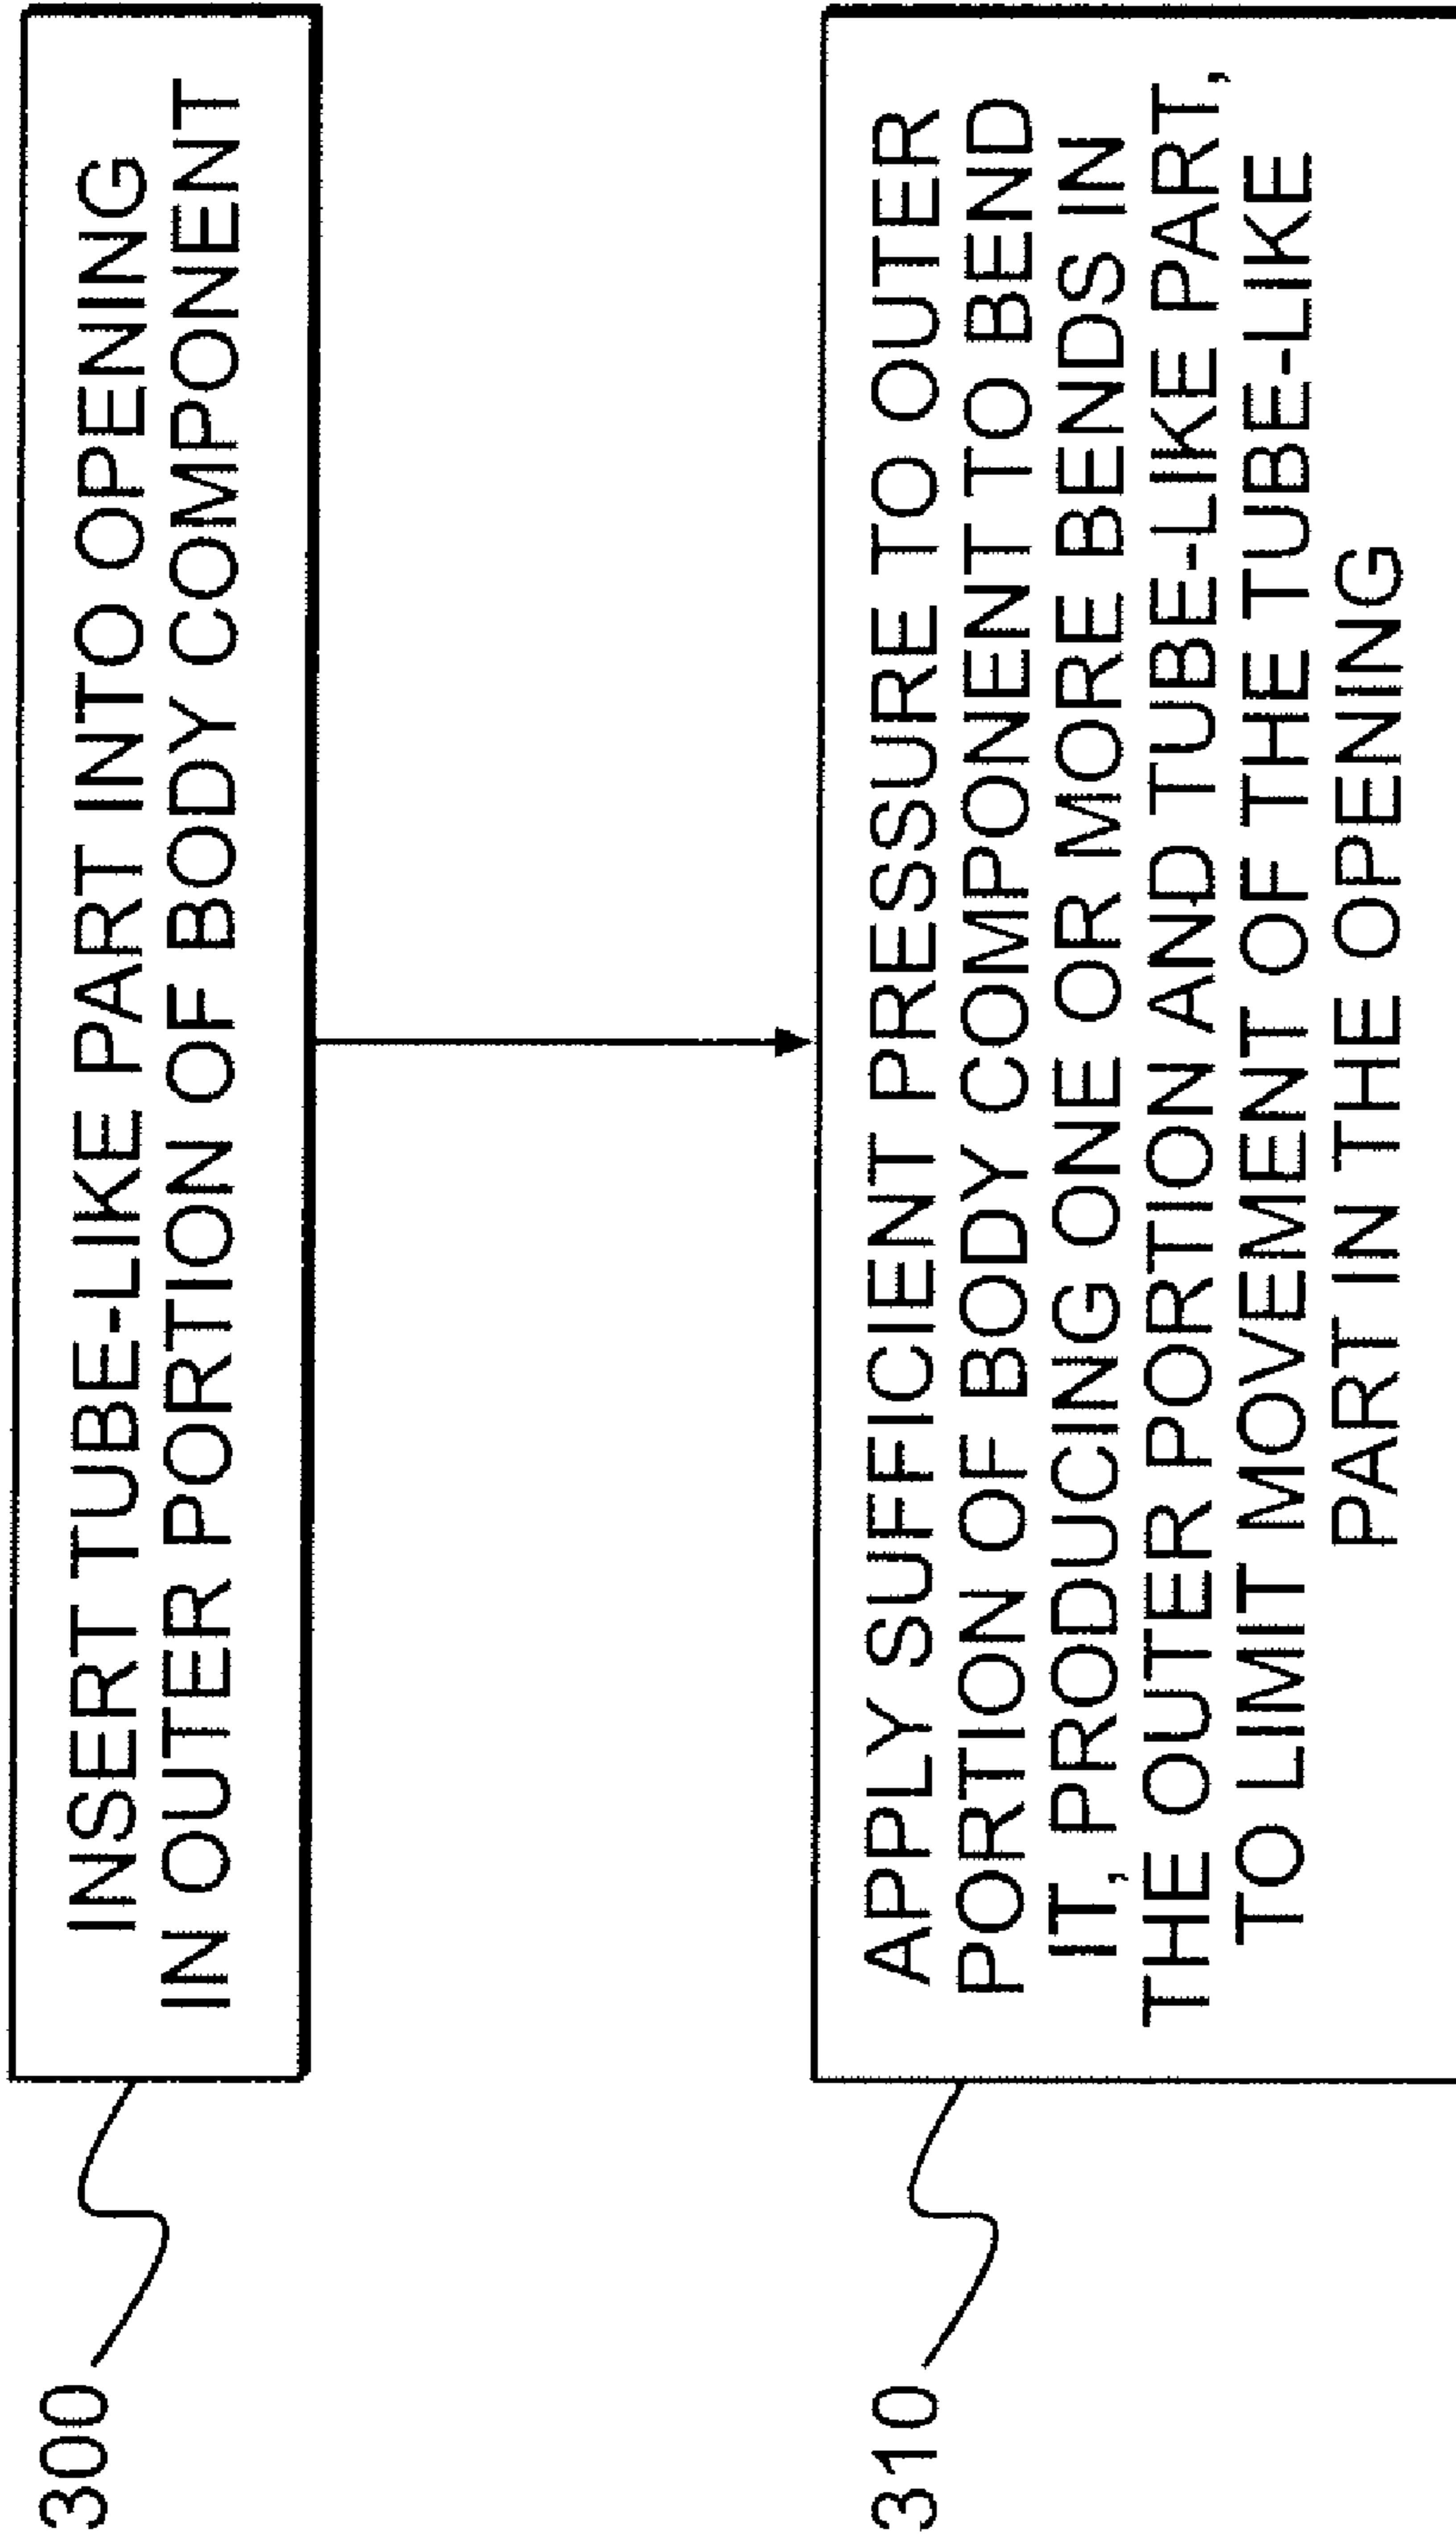 300
INSERT TUBE-LIKE PART INTO OPENING
IN OUTER PORTION OF BODY COMPONENT
310
APPLY SUFFICIENT PRESSURE TO OUTER
PORTION OF BODY COMPONENT TO BEND
IT, PRODUCING ONE OR MORE BENDS IN
THE OUTER PORTION AND TUBE-LIKE PART,
TO LIMIT MOVEMENT OF THE TUBE-LIKE
PART IN THE OPENING